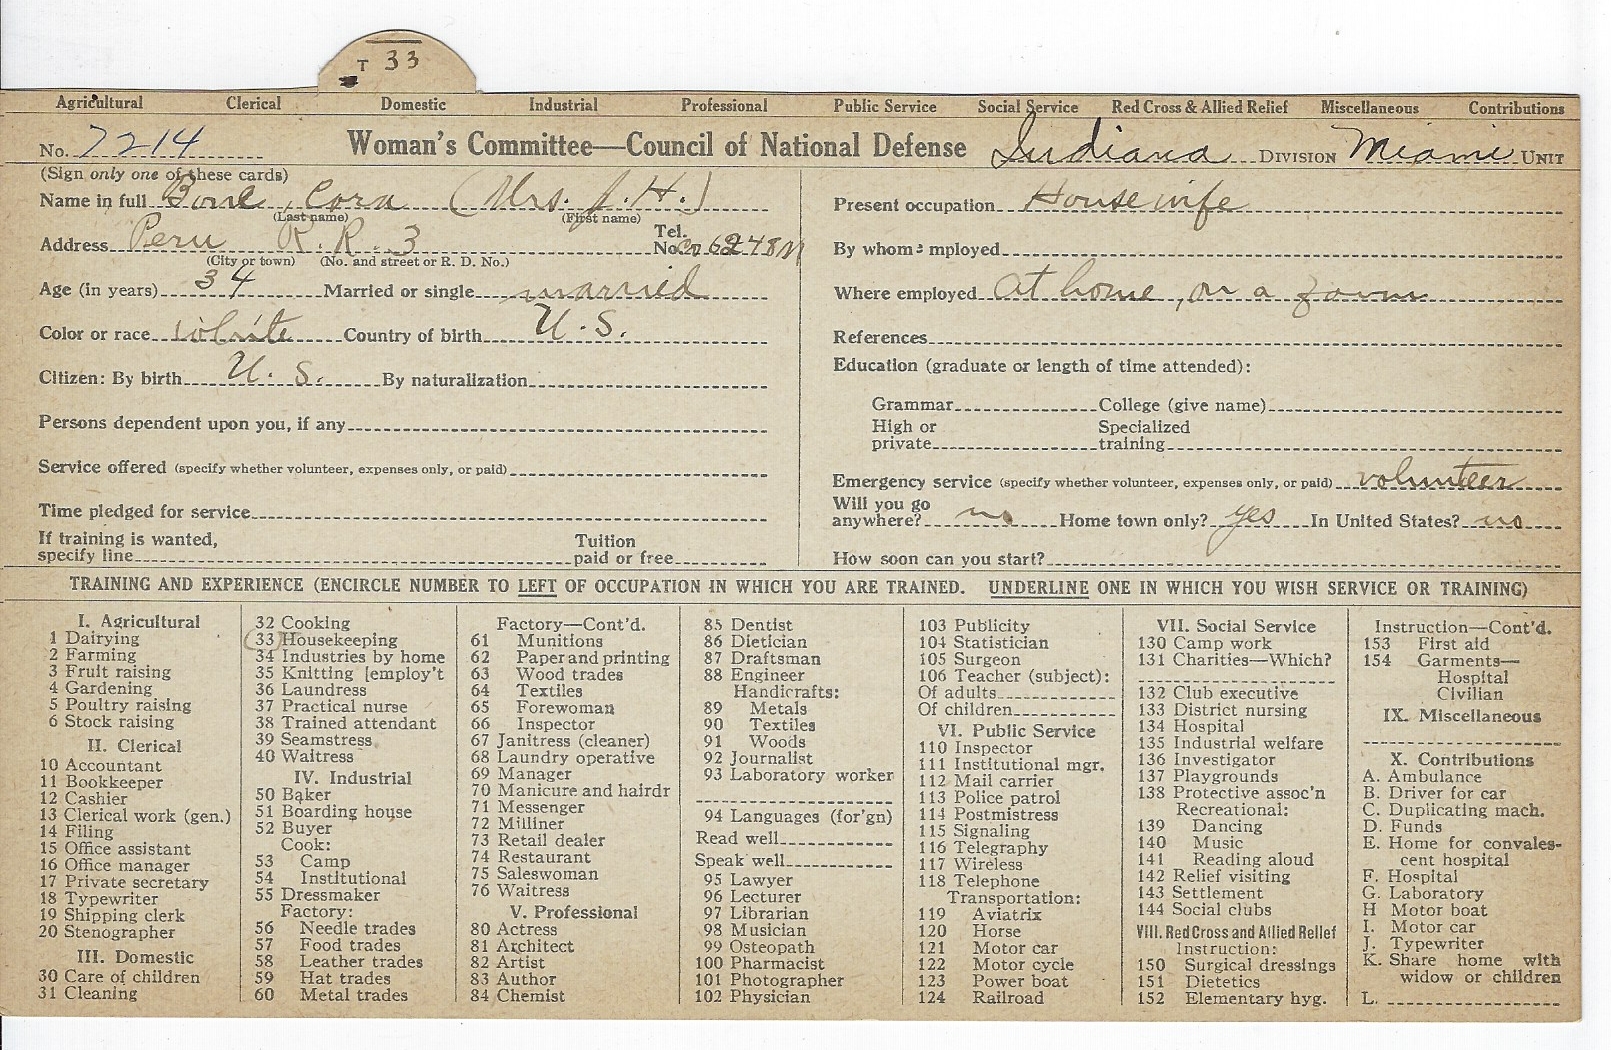 T 33
Agricultural Clerical Domestic Industrial Professional Public Service Social Service Red Cross & Allied Relief Miscellaneous Contributions
No. 7214 Woman's Committee—Council of National Defense Indiana DIVISION Miami UNIT
(Sign only one of these cards)
Name in full Bone, Cora (Mrs. J. H.)
(Last name) (First name)
Address Peru R. R. 3 Tel. No.
(City or town) (No. and street or R. D. No.)
Age (in years) 34 Married or single married
Color or race white Country of birth U. S.
Citizen: By birth U. S. By naturalization
Persons dependent upon you, if any
Service offered (specify whether volunteer, expenses only, or paid)
Time pledged for service
If training is wanted,
specify line Tuition paid or free
Present occupation Housewife
By whom employed
Where employed At home, on a farm
References
Education (graduate or length of time attended):
Grammar College (give name)
High or private Specialized training
Emergency service (specify whether volunteer, expenses only, or paid) volunteer
Will you go
anywhere? no Home town only? yes In United States? no
How soon can you start?
TRAINING AND EXPERIENCE (ENCIRCLE NUMBER TO LEFT OF OCCUPATION IN WHICH YOU ARE TRAINED. UNDERLINE ONE IN WHICH YOU WISH SERVICE OR TRAINING)
I. Agricultural
1 Dairying
2 Farming
3 Fruit raising
4 Gardening
5 Poultry raising
6 Stock raising
II. Clerical
10 Accountant
11 Bookkeeper
12 Cashier
13 Clerical work (gen.)
14 Filing
15 Office assistant
16 Office manager
17 Private secretary
18 Typewriter
19 Shipping clerk
20 Stenographer
III. Domestic
30 Care of children
31 Cleaning
32 Cooking
33 Housekeeping
34 Industries by home
35 Knitting [employ't
36 Laundress
37 Practical nurse
38 Trained attendant
39 Seamstress
40 Waitress
IV. Industrial
50 Baker
51 Boarding house
52 Buyer
Cook:
53 Camp
54 Institutional
55 Dressmaker
Factory:
56 Needle trades
57 Food trades
58 Leather trades
59 Hat trades
60 Metal trades
Factory—Cont'd.
61 Munitions
62 Paper and printing
63 Wood trades
64 Textiles
65 Forewoman
66 Inspector
67 Janitress (cleaner)
68 Laundry operative
69 Manager
70 Manicure and hairdr
71 Messenger
72 Milliner
73 Retail dealer
74 Restaurant
75 Saleswoman
76 Waitress
V. Professional
80 Actress
81 Architect
82 Artist
83 Author
84 Chemist
85 Dentist
86 Dietician
87 Draftsman
88 Engineer
Handicrafts:
89 Metals
90 Textiles
91 Woods
92 Journalist
93 Laboratory worker
94 Languages (for'gn)
Read well
Speak well
95 Lawyer
96 Lecturer
97 Librarian
98 Musician
99 Osteopath
100 Pharmacist
101 Photographer
102 Physician
103 Publicity
104 Statistician
105 Surgeon
106 Teacher (subject):
Of adults
Of children
VI. Public Service
110 Inspector
111 Institutional mgr.
112 Mail carrier
113 Police patrol
114 Postmistress
115 Signaling
116 Telegraphy
117 Wireless
118 Telephone
Transportation:
119 Aviatrix
120 Horse
121 Motor car
122 Motor cycle
123 Power boat
124 Railroad
VII. Social Service
130 Camp work
131 Charities—Which?
132 Club executive
133 District nursing
134 Hospital
135 Industrial welfare
136 Investigator
137 Playgrounds
138 Protective assoc'n
Recreational:
139 Dancing
140 Music
141 Reading aloud
142 Relief visiting
143 Settlement
144 Social clubs
VIII. Red Cross and Allied Relief
Instruction:
150 Surgical dressings
151 Dietetics
152 Elementary hyg.
Instruction—Cont'd.
153 First aid
154 Garments—
Hospital
Civilian
IX. Miscellaneous
X. Contributions
A. Ambulance
B. Driver for car
C. Duplicating mach.
D. Funds
E. Home for convales-
cent hospital
F. Hospital
G. Laboratory
H Motor boat
I. Motor car
J. Typewriter
K. Share home with
widow or children
L.